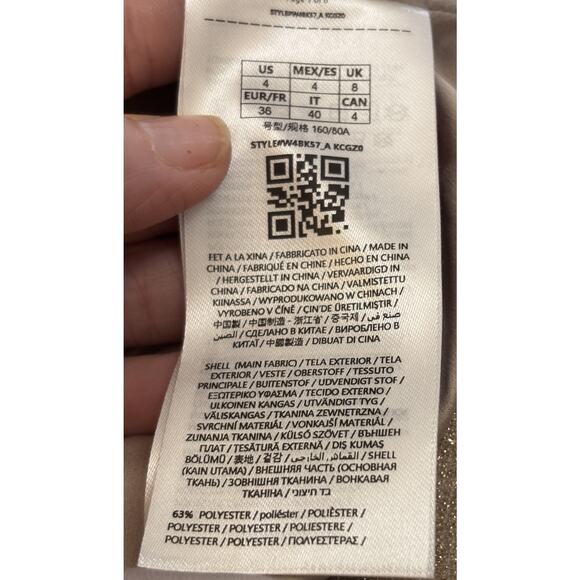 STYLE#W4BK57_A KCGZ0
US MEX/ES UK
4 4 8
EUR/FR IT CAN
36 40 4
号型/规格 160/80A
STYLE#W4BK57_A KCGZ0
FET A LA XINA / FABBRICATO IN CINA / MADE IN
CHINA / FABRIQUÉ EN CHINE / HECHO EN CHINA
/ HERGESTELLT IN CHINA / VERVAARDIGD IN
CHINA / FABRICADO NA CHINA / VALMISTETTU
KIINASSA / WYPRODUKOWANO W CHINACH /
VYROBENO V ČÍNĚ / ÇIN'DE ÜRETILMIŞTIR /
中国製 / 中国制造 - 浙江省 / 중국제 / صنع في
الصين / СДЕЛАНО В КИТАЕ / ВИРОБЛЕНО В
КИТАЇ / 中國製造 / DIBUAT DI CINA
SHELL (MAIN FABRIC) / TELA EXTERIOR / TELA
EXTERIOR / VESTE / OBERSTOFF / TESSUTO
PRINCIPALE / BUITENSTOF / UDVENDIGT STOF /
ΕΞΩΤΕΡΙΚΟ ΥΦΑΣΜΑ / TECIDO EXTERNO /
ULKOINEN KANGAS / UTVÄNDIGT TYG /
VÄLISKANGAS / TKANINA ZEWNĘTRZNA /
SVRCHNÍ MATERIÁL / VONKAJŠÍ MATERIÁL /
ZUNANJA TKANINA / KÜLSŐ SZÖVET / ВЪНШЕН
ПЛАТ / ȚESĂTURĂ EXTERNĂ / DIŞ KUMAŞ
BÖLÜMÜ / 表地 / 겉감 / القماش الخارجي / SHELL
(KAIN UTAMA) / ВНЕШНЯЯ ЧАСТЬ (ОСНОВНАЯ
ТКАНЬ) / ЗОВНІШНЯ ТКАНИНА / ВОНКАВАЯ
ТКАНІНА / בד חיצוני
63% POLYESTER / poliéster / POLIÈSTER /
POLYESTER / POLYESTER / POLIESTERE /
POLYESTER / POLYESTER / ΠΟΛΥΕΣΤΕΡΑΣ /